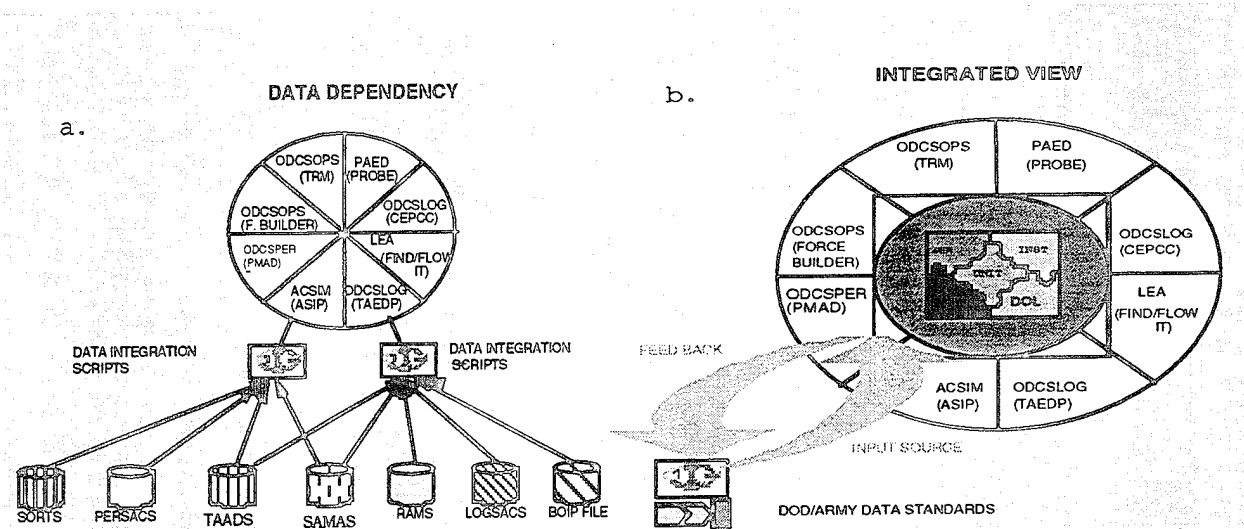 DATA DEPENDENCY
a.
ODCSOPS
(TRM)
PAED
(PROBE)
ODCSOPS
(F. BUILDER)
ODCSLOG
(CEPCC)
ODCSPER
(PMAD)
LEA
(FIND/FLOW
IT)
ACSIM
(ASIP)
ODCSLOG
(TAEDP)
DATA INTEGRATION
SCRIPTS
DATA INTEGRATION
SCRIPTS
SORTS
PERSACS
TAADS
SAMAS
RAMS
LOGSACS
BOIP FILE
INTEGRATED VIEW
b.
ODCSOPS
(TRM)
PAED
(PROBE)
ODCSOPS
(FORCE
BUILDER)
ODCSLOG
(CEPCC)
INST
UNIT
DOL
ODCSPER
(PMAD)
LEA
(FIND/FLOW
IT)
FEED BACK
ACSIM
(ASIP)
ODCSLOG
(TAEDP)
INPUT SOURCE
DOD/ARMY DATA STANDARDS